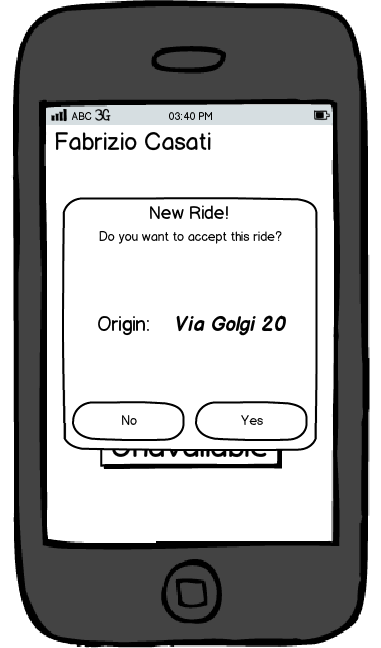 ABC 3G 03:40 PM
Fabrizio Casati
New Ride!
Do you want to accept this ride?
Origin: Via Golgi 20
No Yes
Unavailable